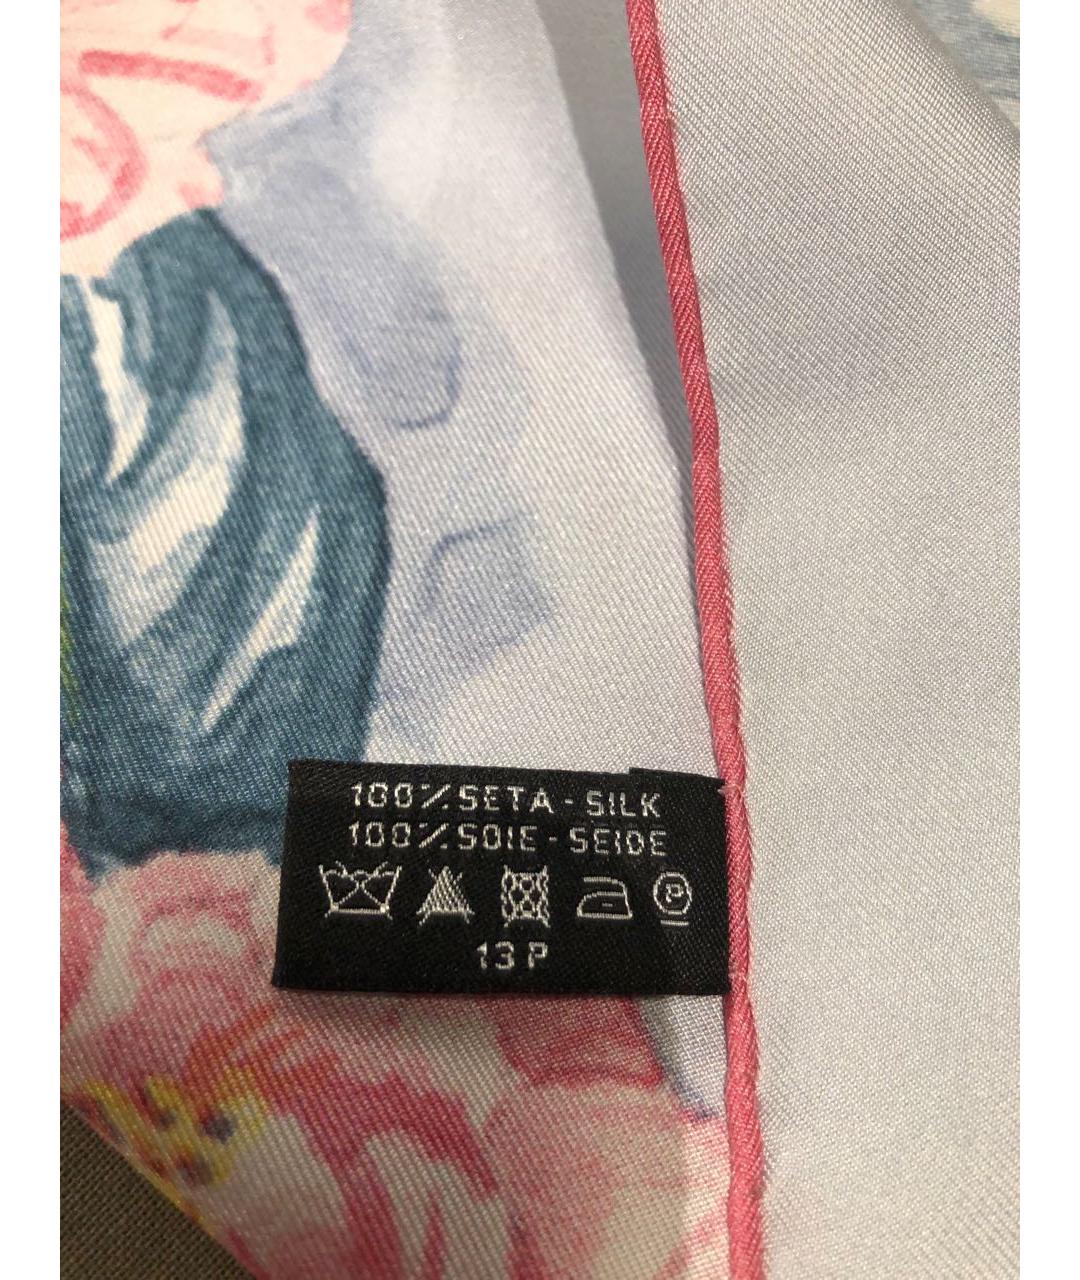 100% SETA - SILK
100% SOIE - SEIDE
P
13 P